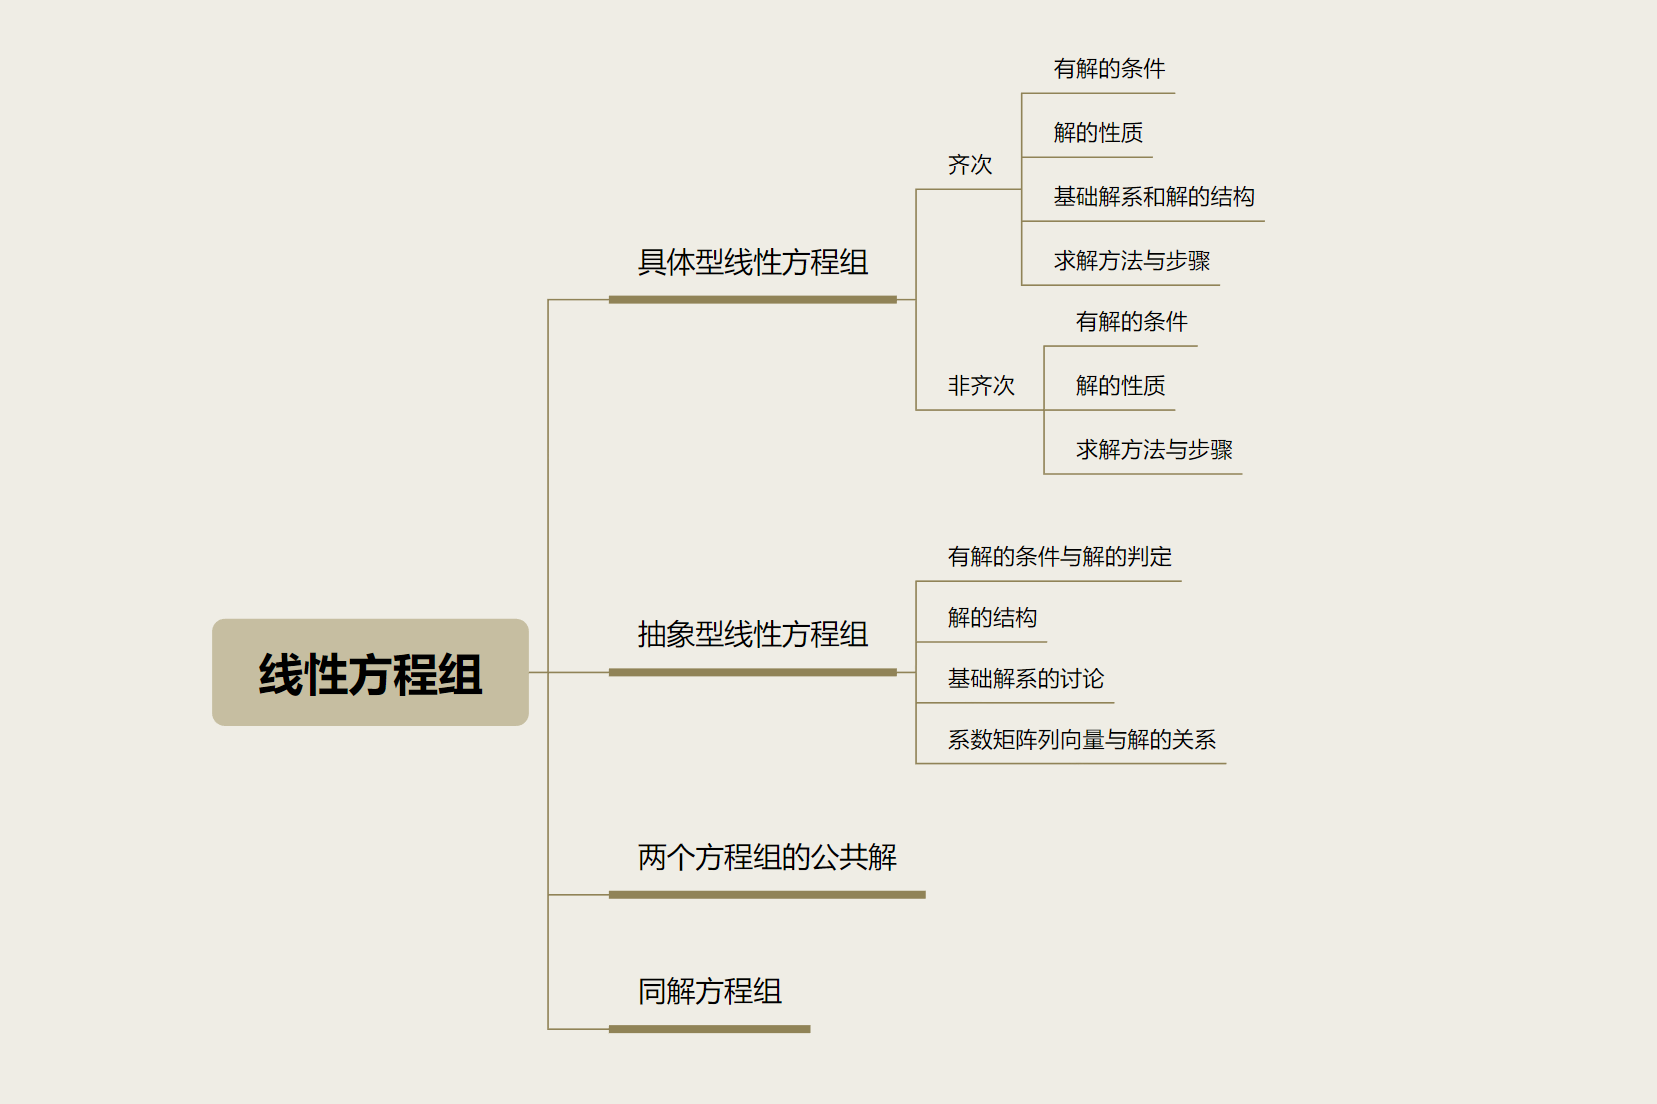 线性方程组
具体型线性方程组
齐次
有解的条件
解的性质
基础解系和解的结构
求解方法与步骤
非齐次
有解的条件
解的性质
求解方法与步骤
抽象型线性方程组
有解的条件与解的判定
解的结构
基础解系的讨论
系数矩阵列向量与解的关系
两个方程组的公共解
同解方程组